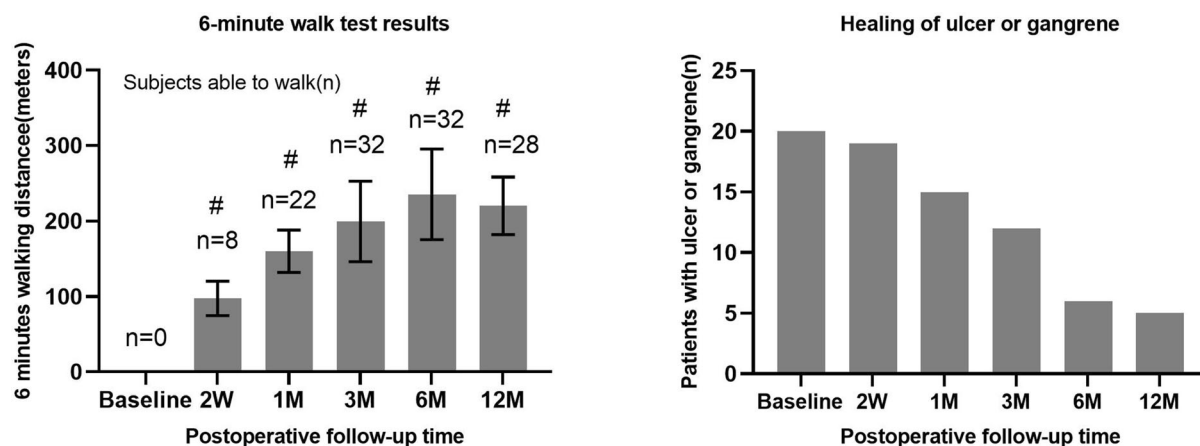 6-minute walk test results
400
300
200
100
0
6 minutes walking distancee(meters)
Subjects able to walk(n)
n=0
#
n=8
#
n=22
#
n=32
#
n=32
#
n=28
Baseline 2W 1M 3M 6M 12M
Postoperative follow-up time
Healing of ulcer or gangrene
25
20
15
10
5
0
Patients with ulcer or gangrene(n)
Baseline 2W 1M 3M 6M 12M
Postoperative follow-up time